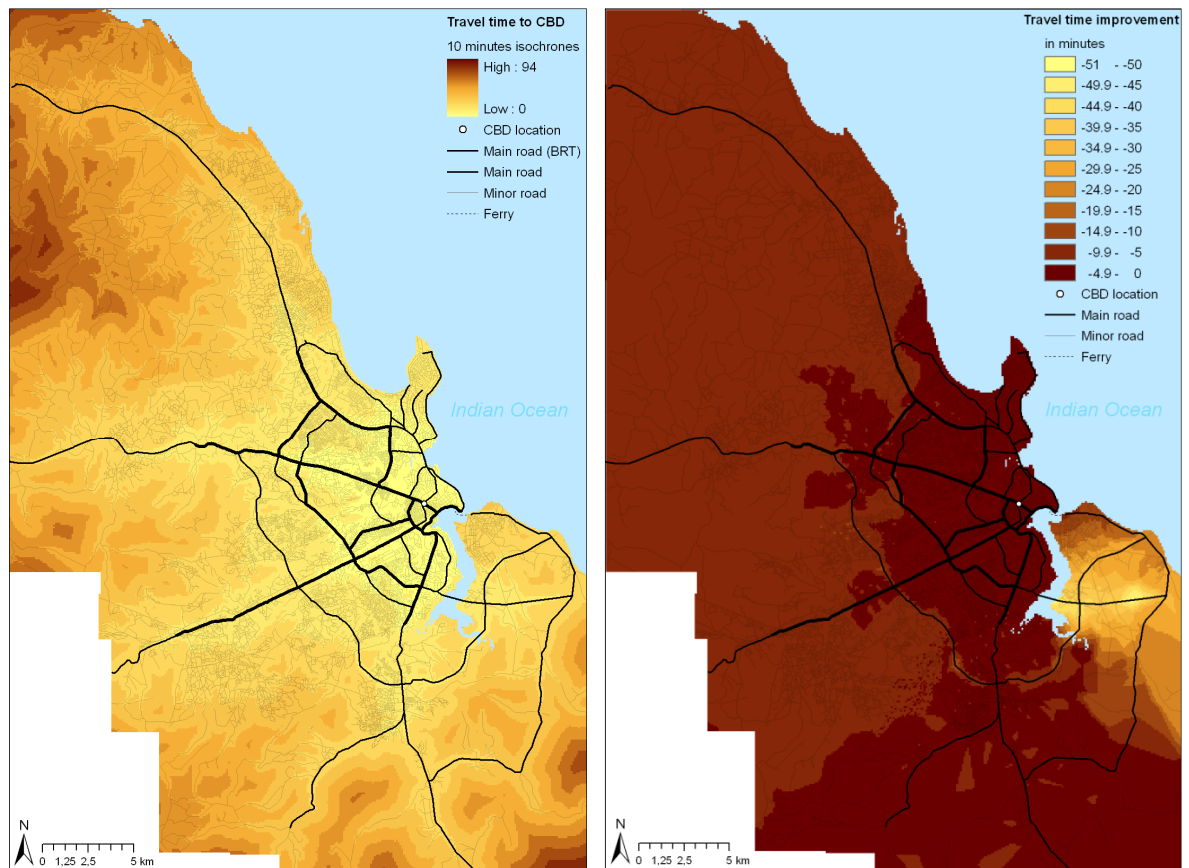 Travel time to CBD
10 minutes isochrones
High : 94
Low : 0
CBD location
Main road (BRT)
Main road
Minor road
Ferry
Indian Ocean
N
0 1,25 2,5 5 km
Travel time improvement
in minutes
-51 - -50
-49.9 - -45
-44.9 - -40
-39.9 - -35
-34.9 - -30
-29.9 - -25
-24.9 - -20
-19.9 - -15
-14.9 - -10
-9.9 - -5
-4.9 - 0
CBD location
Main road
Minor road
Ferry
Indian Ocean
N
0 1,25 2,5 5 km